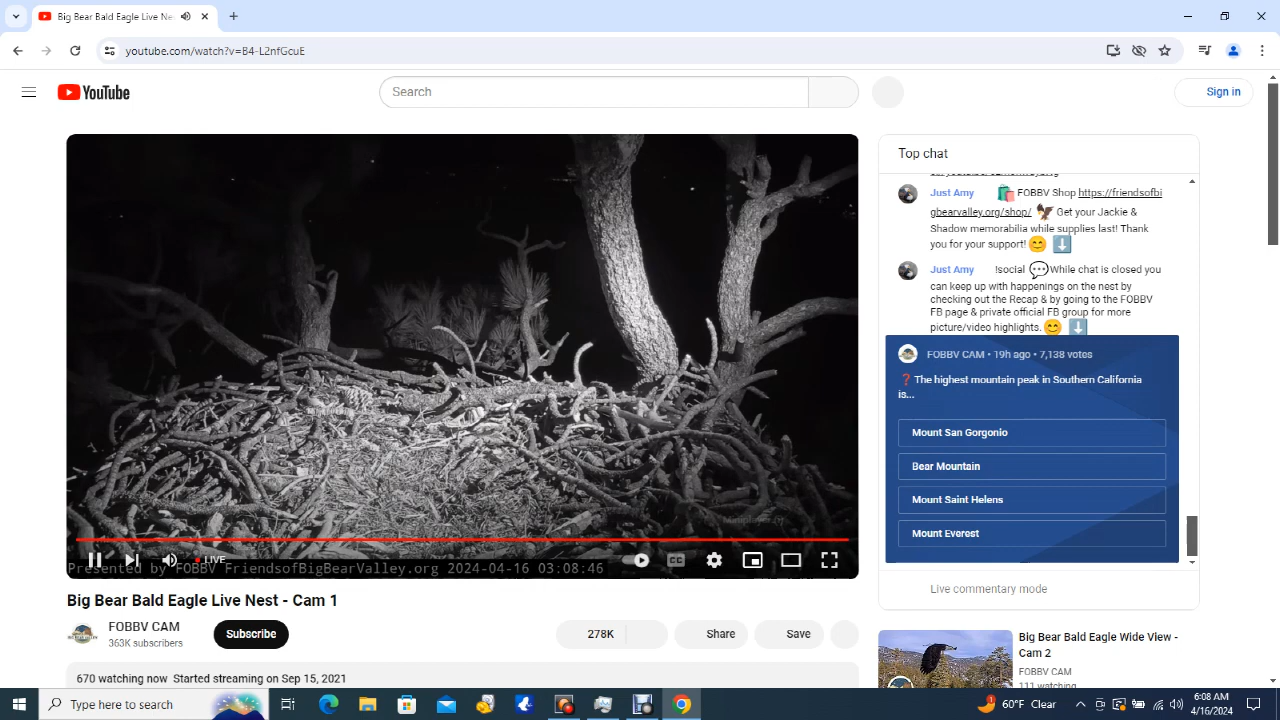 Big Bear Bald Eagle Live Ne
youtube.com/watch?v=B4-L2nfGcuE
YouTube
Search
Sign in
Top chat
Just Amy 🛍️ FOBBV Shop https://friendsofbi
gbearvalley.org/shop/ 🦅 Get your Jackie &
Shadow memorabilia while supplies last! Thank
you for your support! 😊 ⬇️
Just Amy !social 💬 While chat is closed you
can keep up with happenings on the nest by
checking out the Recap & by going to the FOBBV
FB page & private official FB group for more
picture/video highlights. 😊 ⬇️
FOBBV CAM • 19h ago • 7,138 votes
❓The highest mountain peak in Southern California
is...
Mount San Gorgonio
Bear Mountain
Mount Saint Helens
Mount Everest
Live commentary mode
LIVE
CC
Presented by FOBBV FriendsofBigBearValley.org 2024-04-16 03:08:46
Big Bear Bald Eagle Live Nest - Cam 1
FOBBV CAM
363K subscribers
Subscribe
278K
Share
Save
670 watching now Started streaming on Sep 15, 2021
Big Bear Bald Eagle Wide View -
Cam 2
FOBBV CAM
111 watching
Type here to search
60°F Clear
6:08 AM
4/16/2024